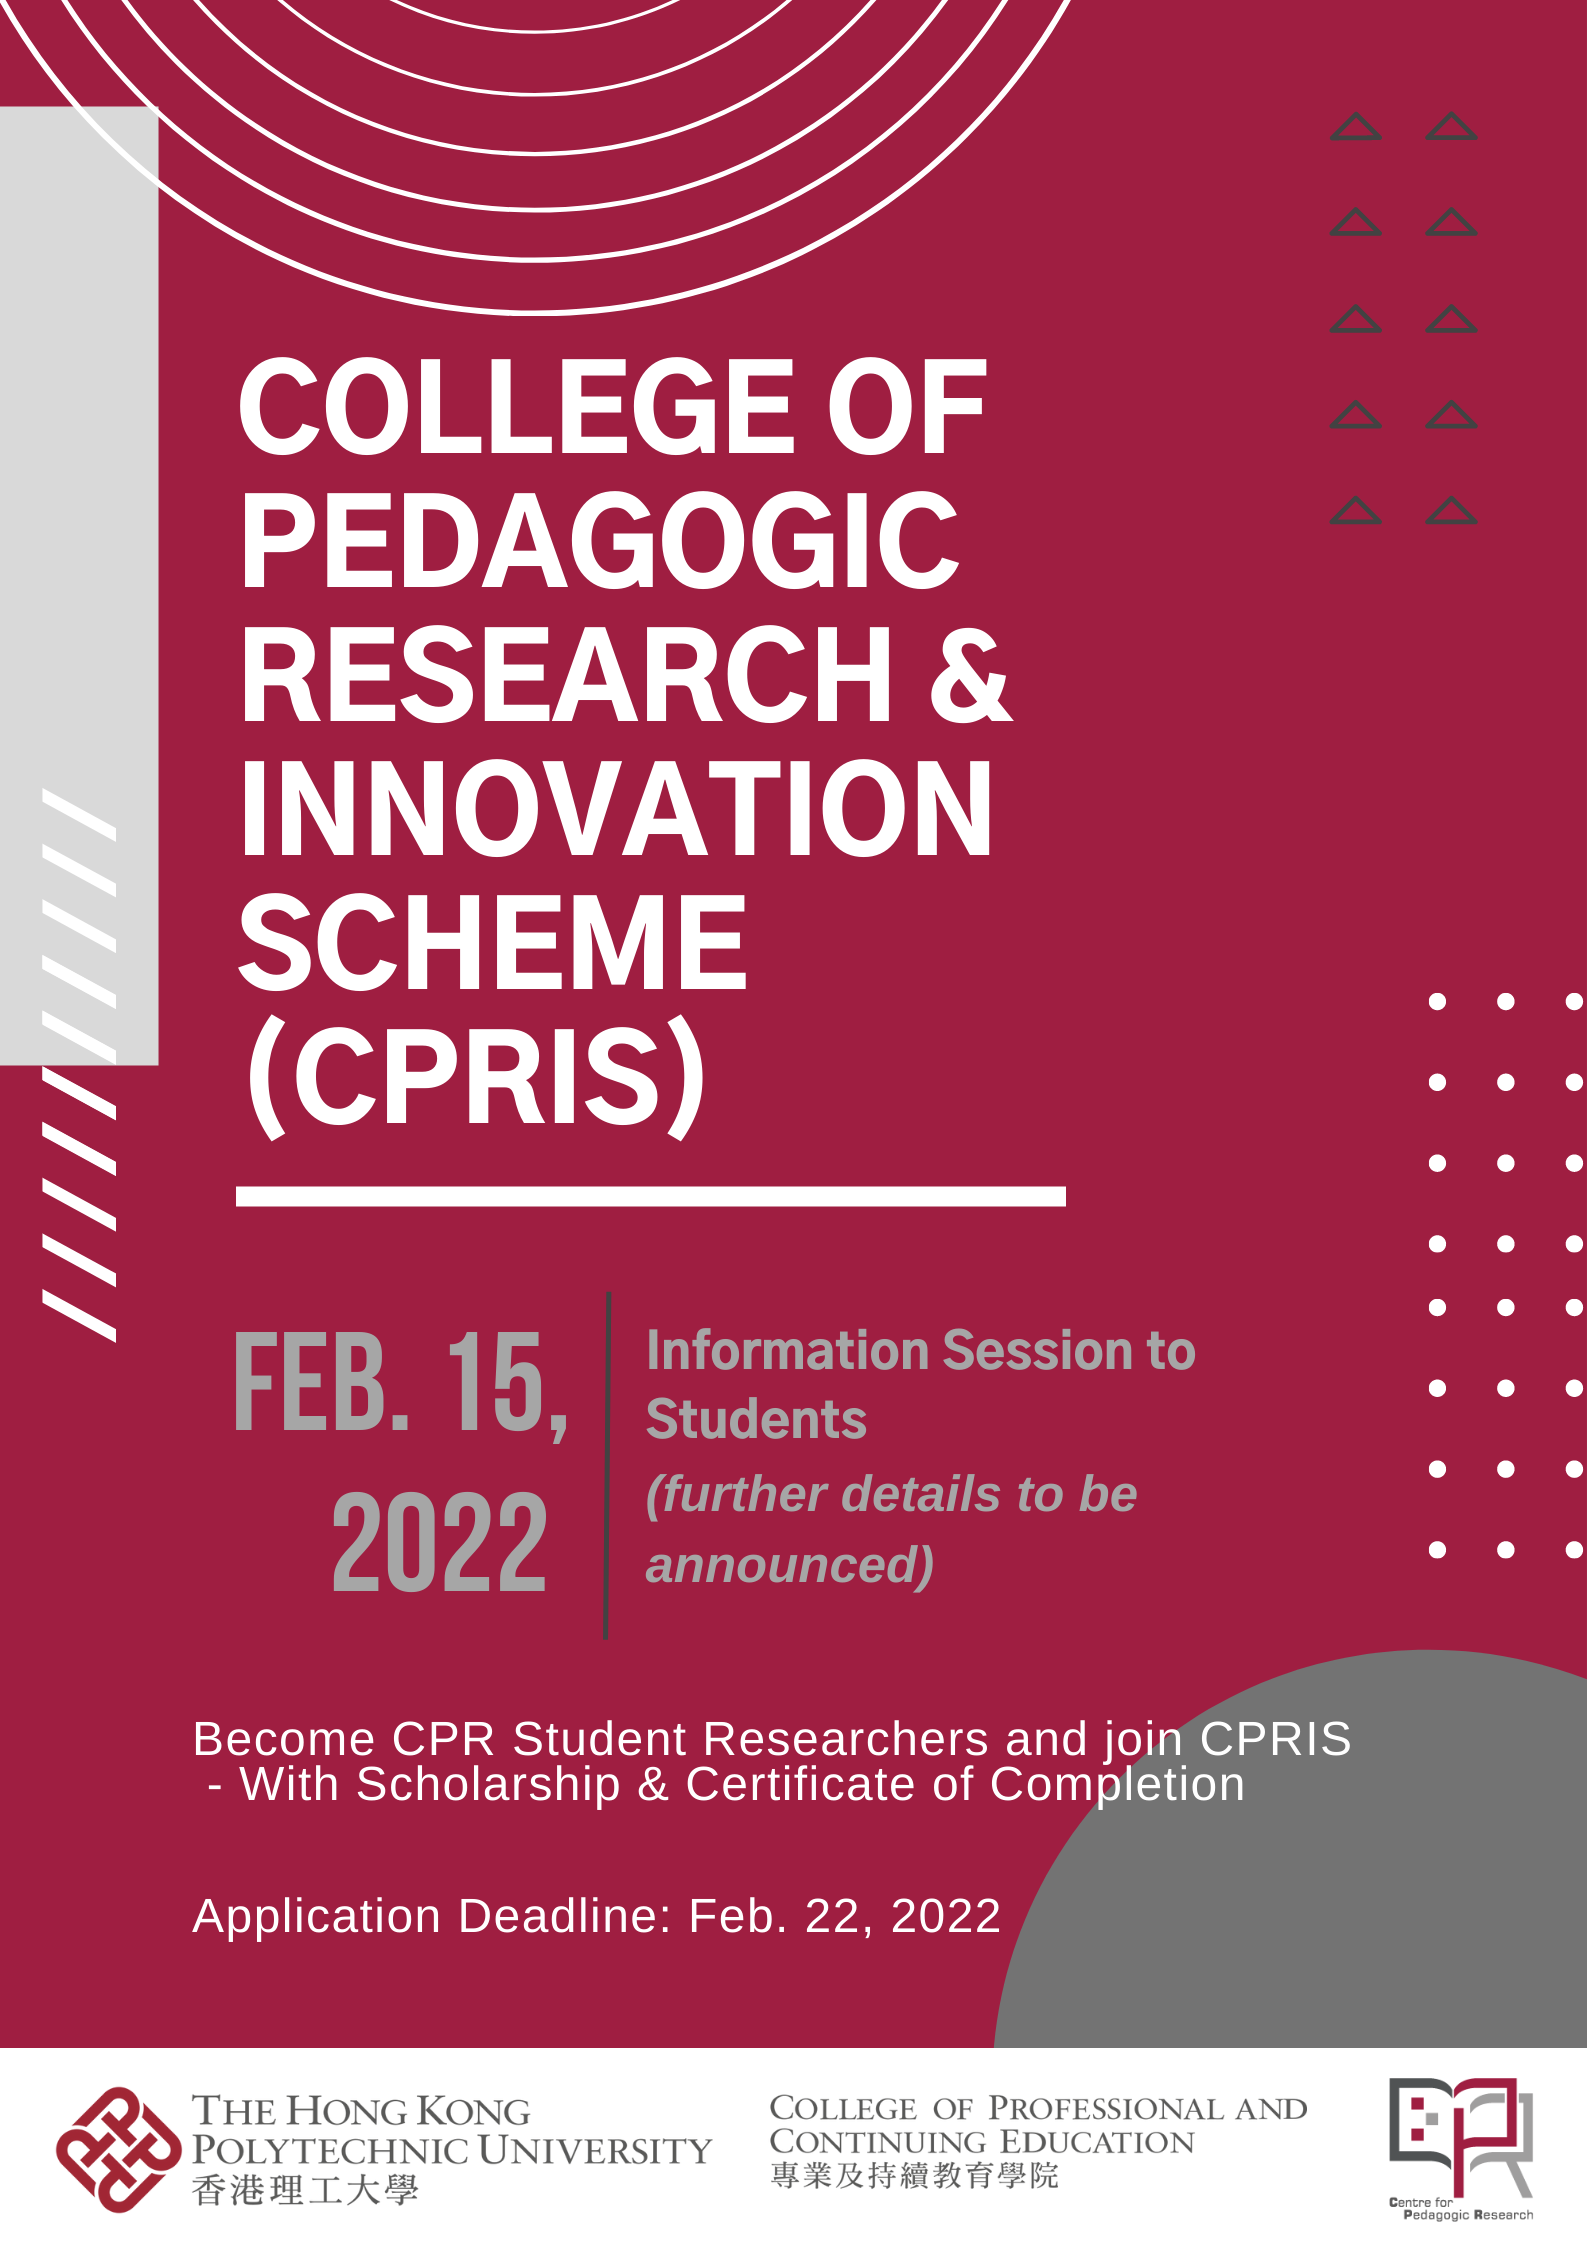 COLLEGE OF
PEDAGOGIC
RESEARCH &
INNOVATION
SCHEME
(CPRIS)
FEB. 15,
2022
Information Session to
Students
(further details to be
announced)
Become CPR Student Researchers and join CPRIS
- With Scholarship & Certificate of Completion
Application Deadline: Feb. 22, 2022
THE HONG KONG
POLYTECHNIC UNIVERSITY
香港理工大學
COLLEGE OF PROFESSIONAL AND
CONTINUING EDUCATION
專業及持續教育學院
Centre for
Pedagogic Research